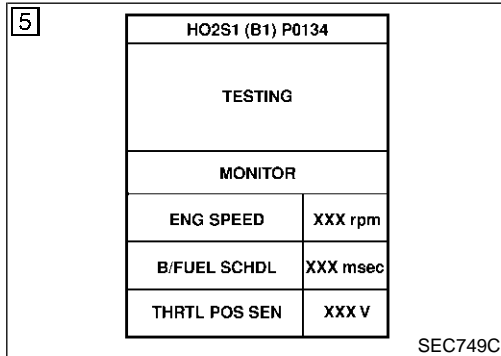 5
HO2S1 (B1) P0134
TESTING
MONITOR
ENG SPEED XXX rpm
B/FUEL SCHDL XXX msec
THRTL POS SEN XXX V
SEC749C